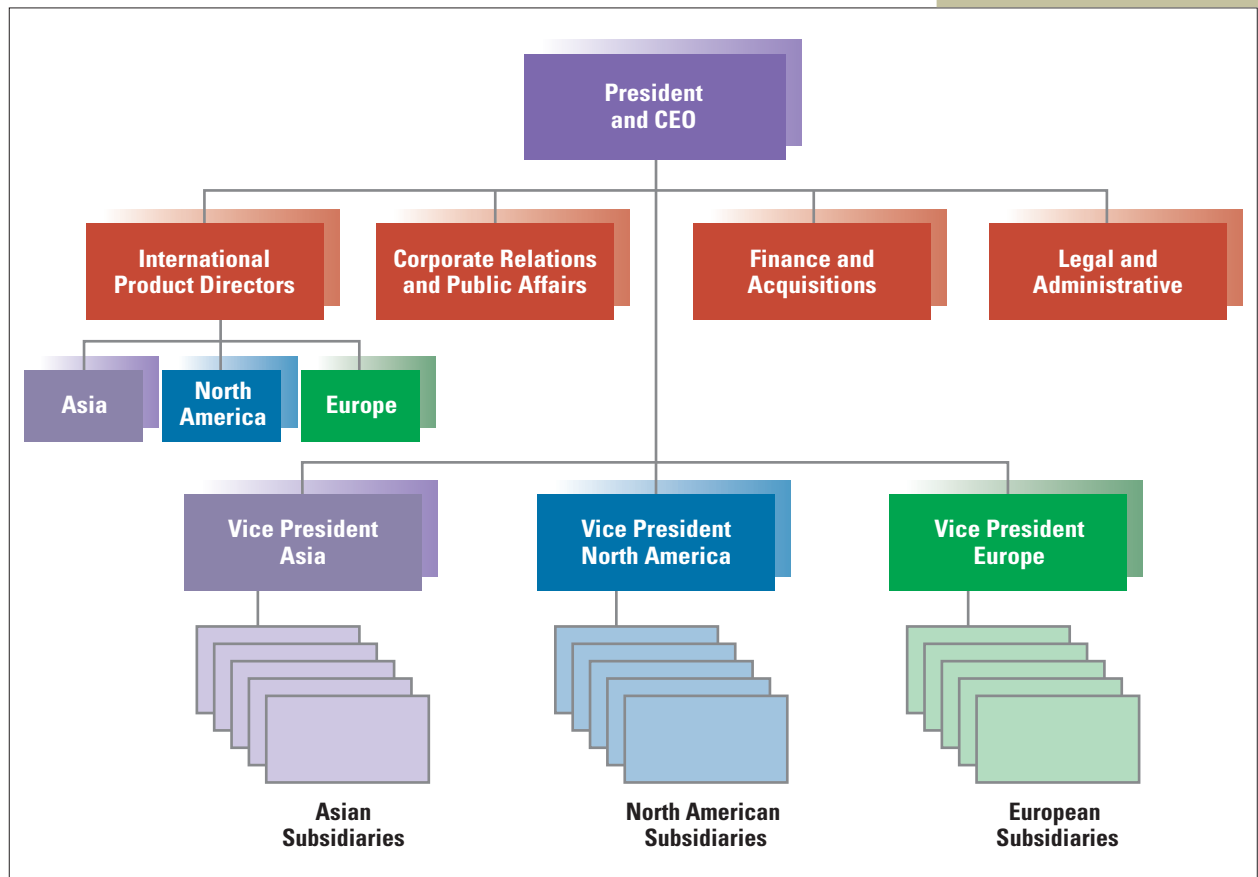 President
and CEO
International
Product Directors
Corporate Relations
and Public Affairs
Finance and
Acquisitions
Legal and
Administrative
Asia
North
America
Europe
Vice President
Asia
Vice President
North America
Vice President
Europe
Asian
Subsidiaries
North American
Subsidiaries
European
Subsidiaries